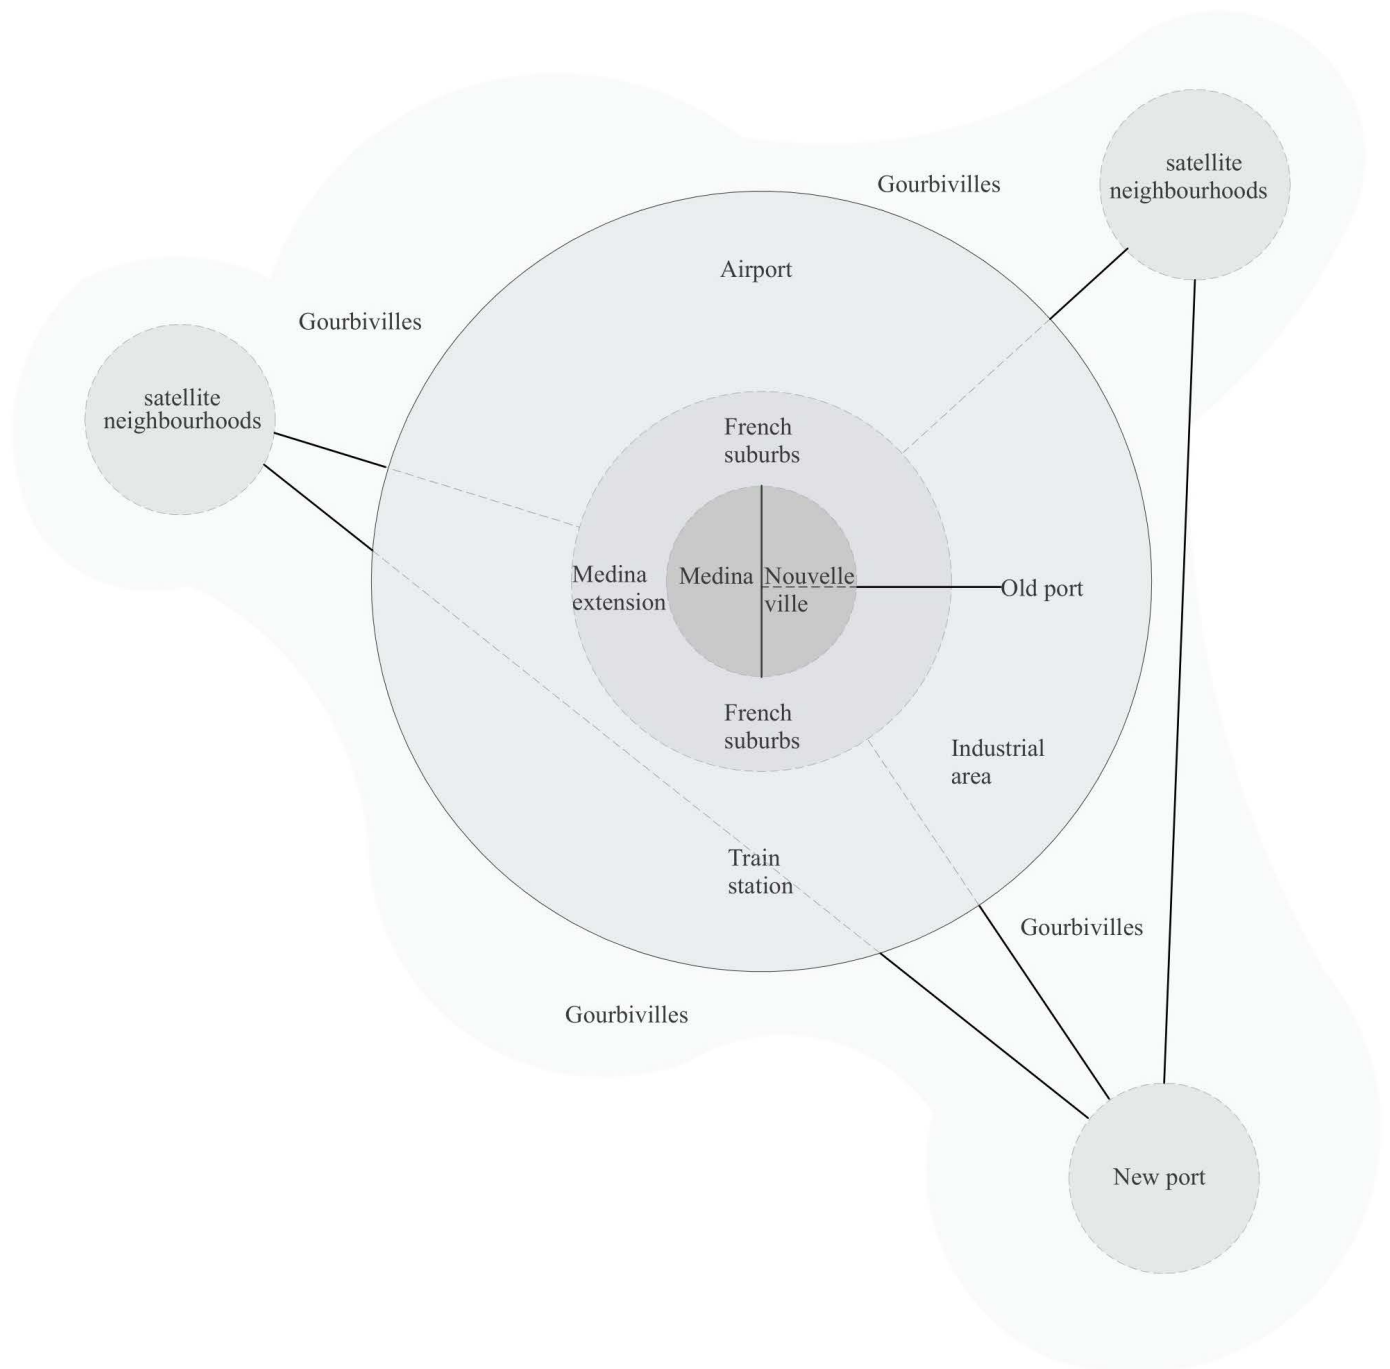 satellite
neighbourhoods
Gourbivilles
Airport
Gourbivilles
satellite
neighbourhoods
French
suburbs
Medina
extension
Medina
Nouvelle
ville
Old port
French
suburbs
Industrial
area
Train
station
Gourbivilles
Gourbivilles
New port